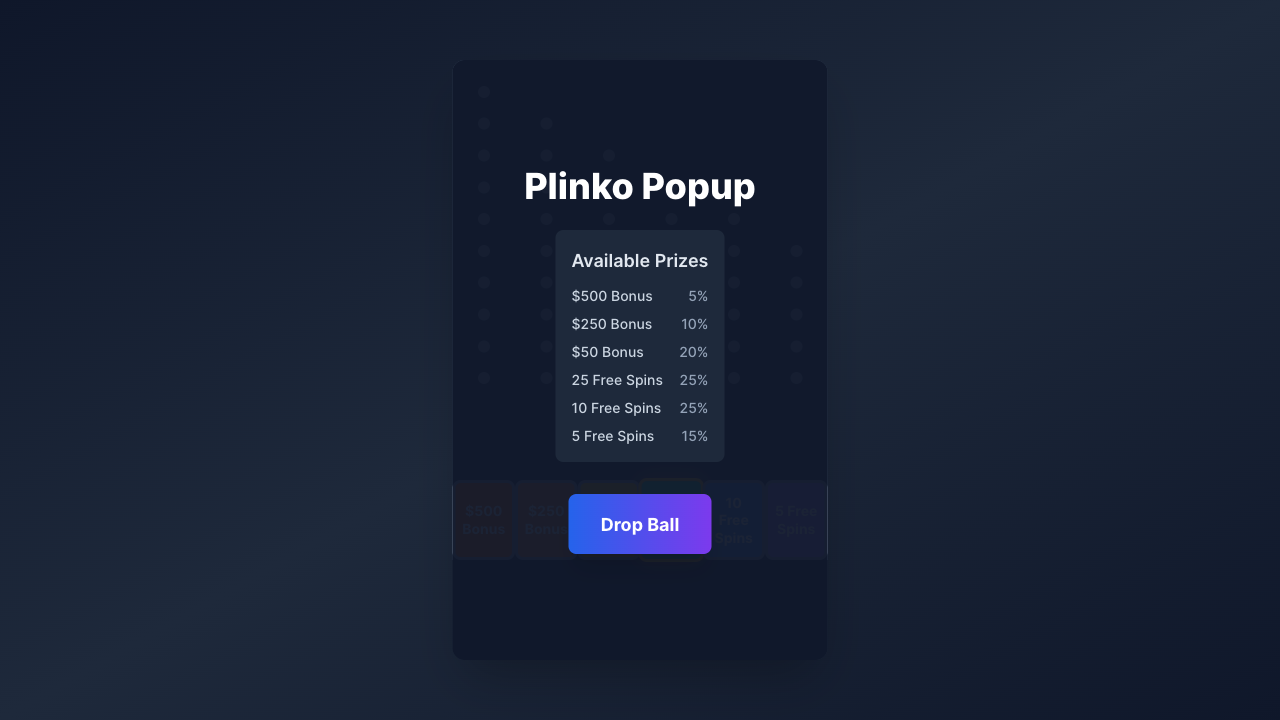 Plinko Popup
Available Prizes
$500 Bonus 5%
$250 Bonus 10%
$50 Bonus 20%
25 Free Spins 25%
10 Free Spins 25%
5 Free Spins 15%
$500 Bonus
$250 Bonus
Drop Ball
10 Free Spins
5 Free Spins